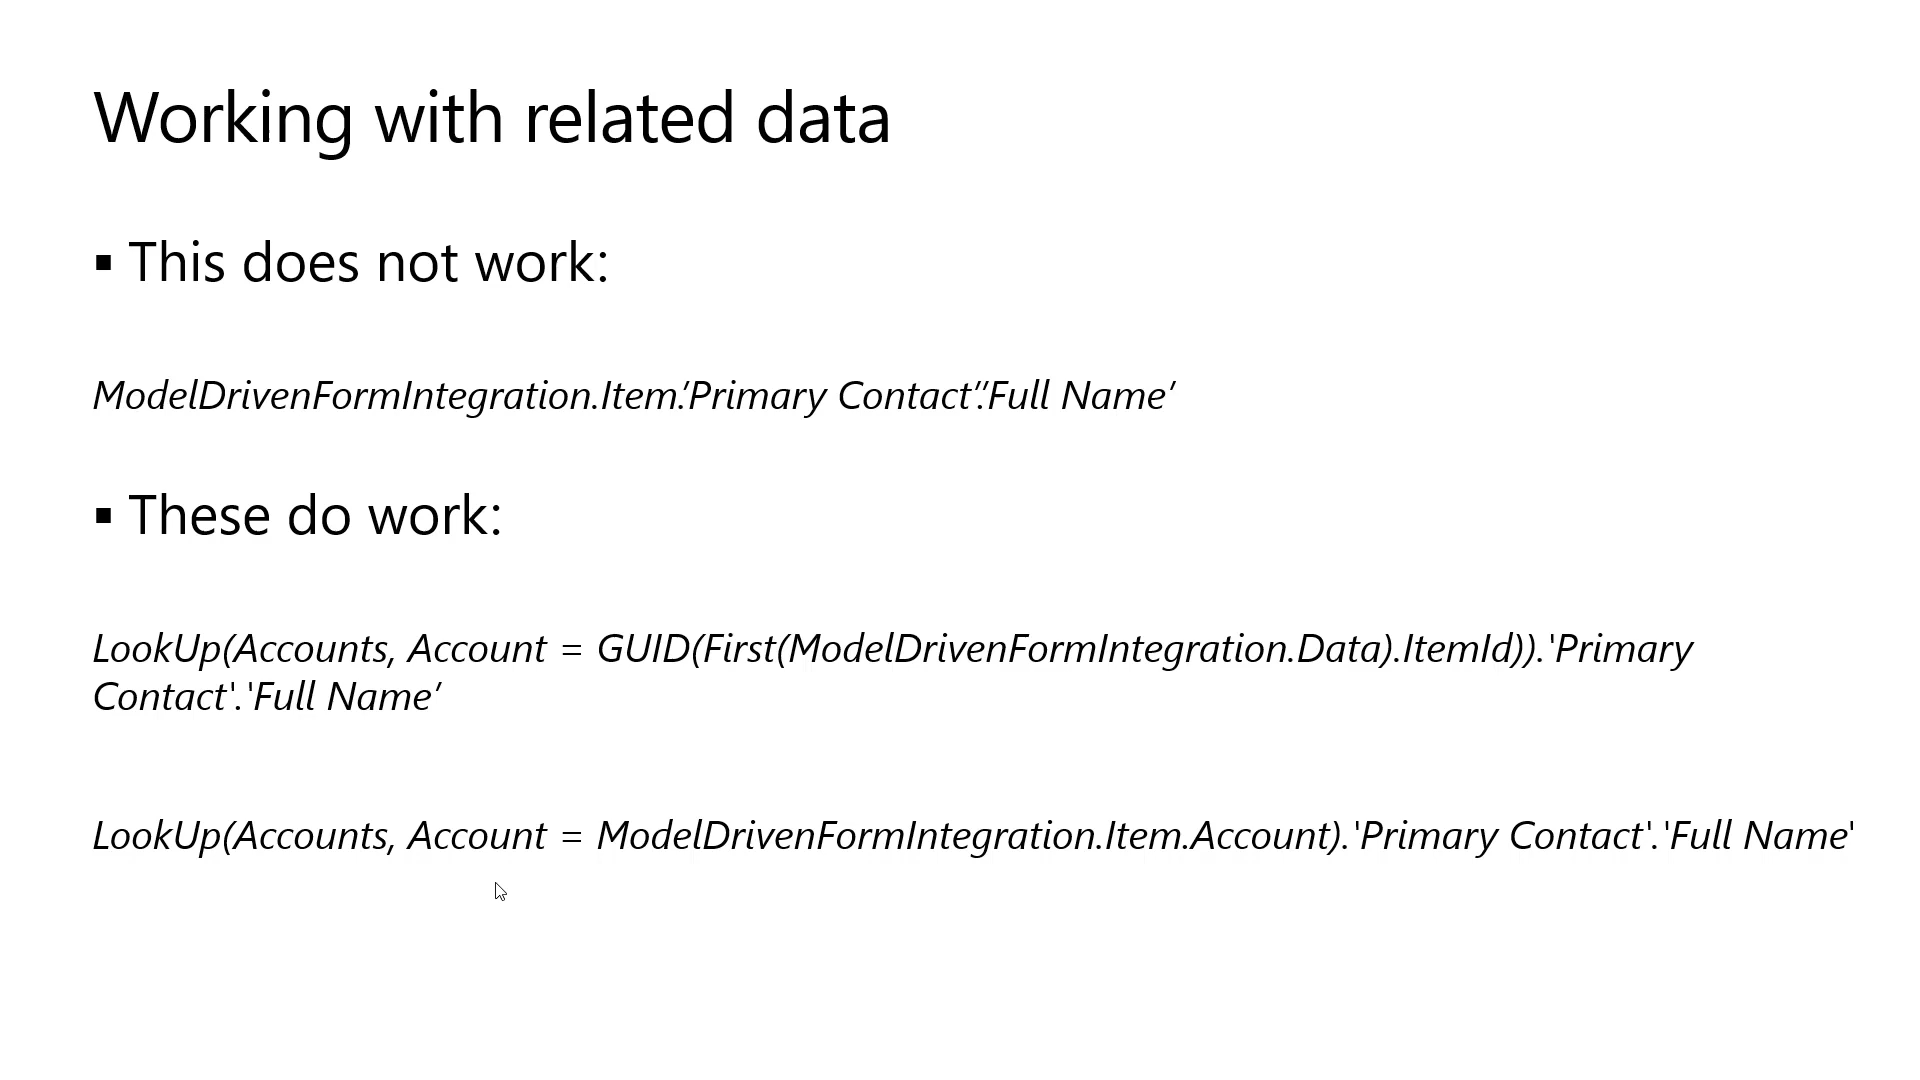 Working with related data
▪ This does not work:
ModelDrivenFormIntegration.Item.’Primary Contact’.’Full Name’
▪ These do work:
LookUp(Accounts, Account = GUID(First(ModelDrivenFormIntegration.Data).ItemId)).'Primary
Contact'.'Full Name’
LookUp(Accounts, Account = ModelDrivenFormIntegration.Item.Account).'Primary Contact'.'Full Name'